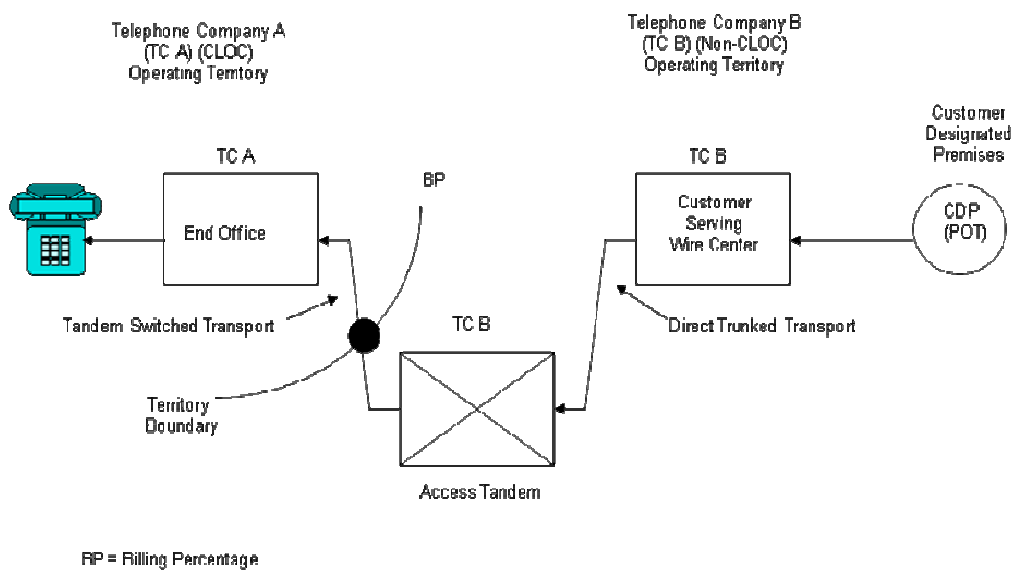 Telephone Company A
(TC A) (CLOC)
Operating Territory
Telephone Company B
(TC B) (Non-CLOC)
Operating Territory
Customer
Designated
Premises
TC A
BP
TC B
End Office
Customer
Serving
Wire Center
CDP
(POT)
Tandem Switched Transport
TC B
Direct Trunked Transport
Territory
Boundary
Access Tandem
BP = Billing Percentage